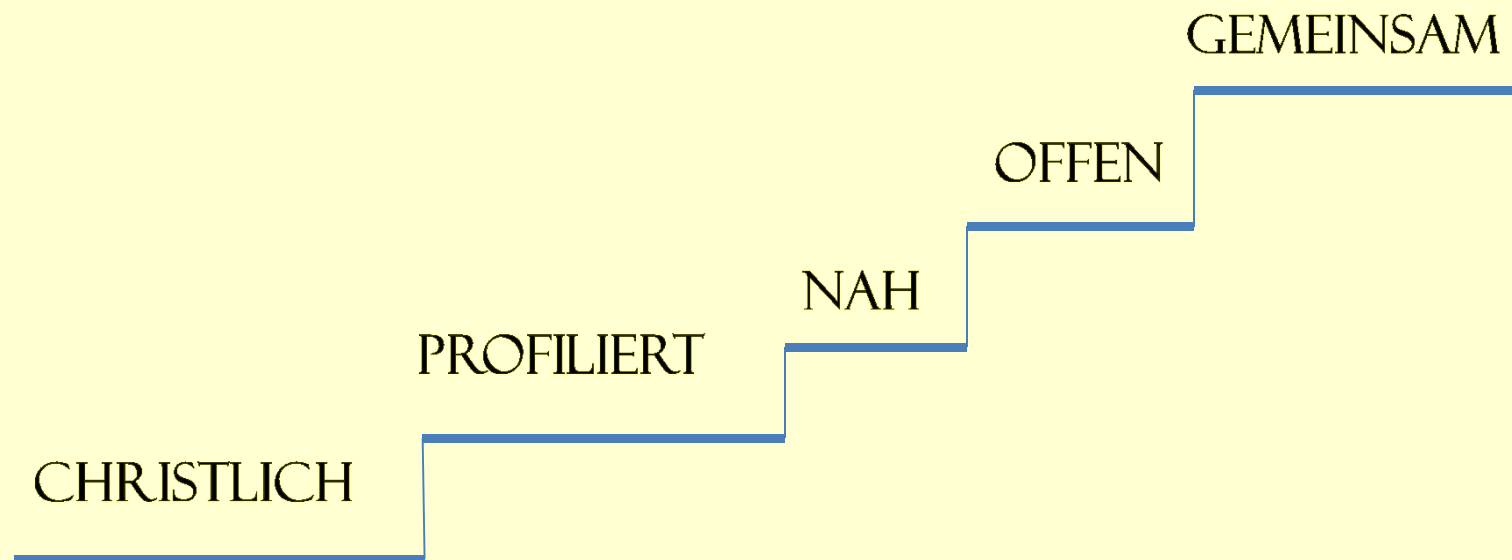 GEMEINSAM
OFFEN
NAH
PROFILIERT
CHRISTLICH